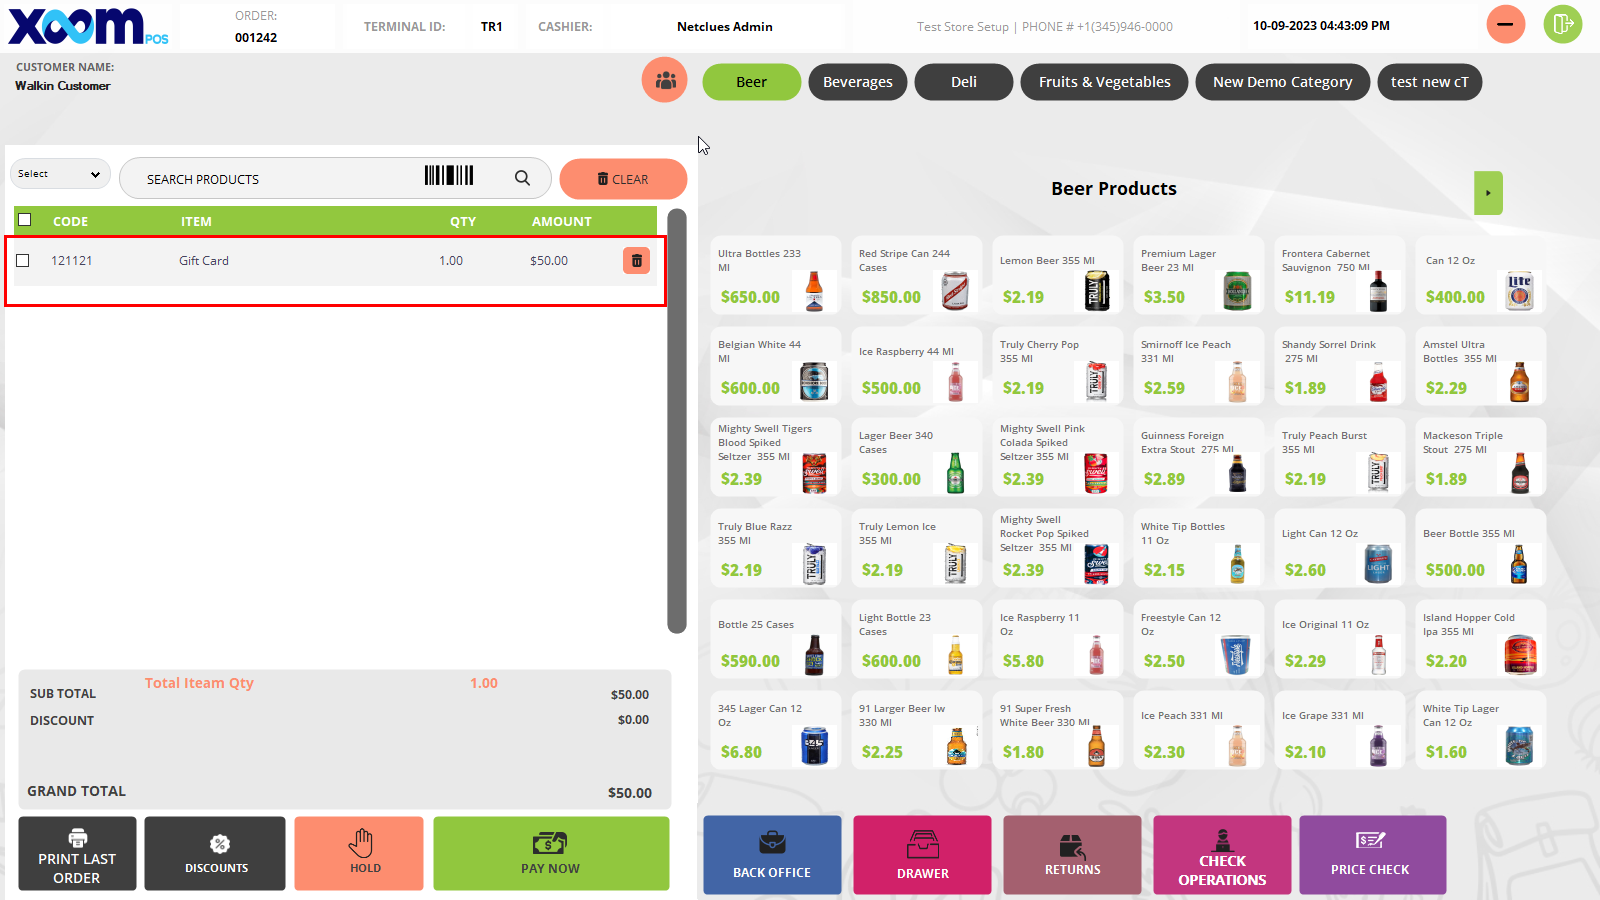 xoom POS
ORDER:
001242
TERMINAL ID:
TR1
CASHIER:
Netclues Admin
Test Store Setup | PHONE # +1(345)946-0000
10-09-2023 04:43:09 PM
CUSTOMER NAME:
Walkin Customer
Beer
Beverages
Deli
Fruits & Vegetables
New Demo Category
test new cT
Select
SEARCH PRODUCTS
CLEAR
CODE ITEM QTY AMOUNT
121121 Gift Card 1.00 $50.00
Total Iteam Qty 1.00
SUB TOTAL $50.00
DISCOUNT $0.00
GRAND TOTAL $50.00
PRINT LAST
ORDER
DISCOUNTS
HOLD
PAY NOW
Beer Products
Ultra Bottles 233
Ml
$650.00
Red Stripe Can 244
Cases
$850.00
Lemon Beer 355 Ml
$2.19
Premium Lager
Beer 23 Ml
$3.50
Frontera Cabernet
Sauvignon 750 Ml
$11.19
Can 12 Oz
$400.00
Belgian White 44
Ml
$600.00
Ice Raspberry 44 Ml
$500.00
Truly Cherry Pop
355 Ml
$2.19
Smirnoff Ice Peach
331 Ml
$2.59
Shandy Sorrel Drink
275 Ml
$1.89
Amstel Ultra
Bottles 355 Ml
$2.29
Mighty Swell Tigers
Blood Spiked
Seltzer 355 Ml
$2.39
Lager Beer 340
Cases
$300.00
Mighty Swell Pink
Colada Spiked
Seltzer 355 Ml
$2.39
Guinness Foreign
Extra Stout 275 Ml
$2.89
Truly Peach Burst
355 Ml
$2.19
Mackeson Triple
Stout 275 Ml
$1.89
Truly Blue Razz
355 Ml
$2.19
Truly Lemon Ice
355 Ml
$2.19
Mighty Swell
Rocket Pop Spiked
Seltzer 355 Ml
$2.39
White Tip Bottles
11 Oz
$2.15
Light Can 12 Oz
$2.60
Beer Bottle 355 Ml
$500.00
Bottle 25 Cases
$590.00
Light Bottle 23
Cases
$600.00
Ice Raspberry 11
Oz
$5.80
Freestyle Can 12
Oz
$2.50
Ice Original 11 Oz
$2.29
Island Hopper Cold
Ipa 355 Ml
$2.20
345 Lager Can 12
Oz
$6.80
91 Larger Beer Iw
330 Ml
$2.25
91 Super Fresh
White Beer 330 Ml
$1.80
Ice Peach 331 Ml
$2.30
Ice Grape 331 Ml
$2.10
White Tip Lager
Can 12 Oz
$1.60
BACK OFFICE
DRAWER
RETURNS
CHECK
OPERATIONS
PRICE CHECK